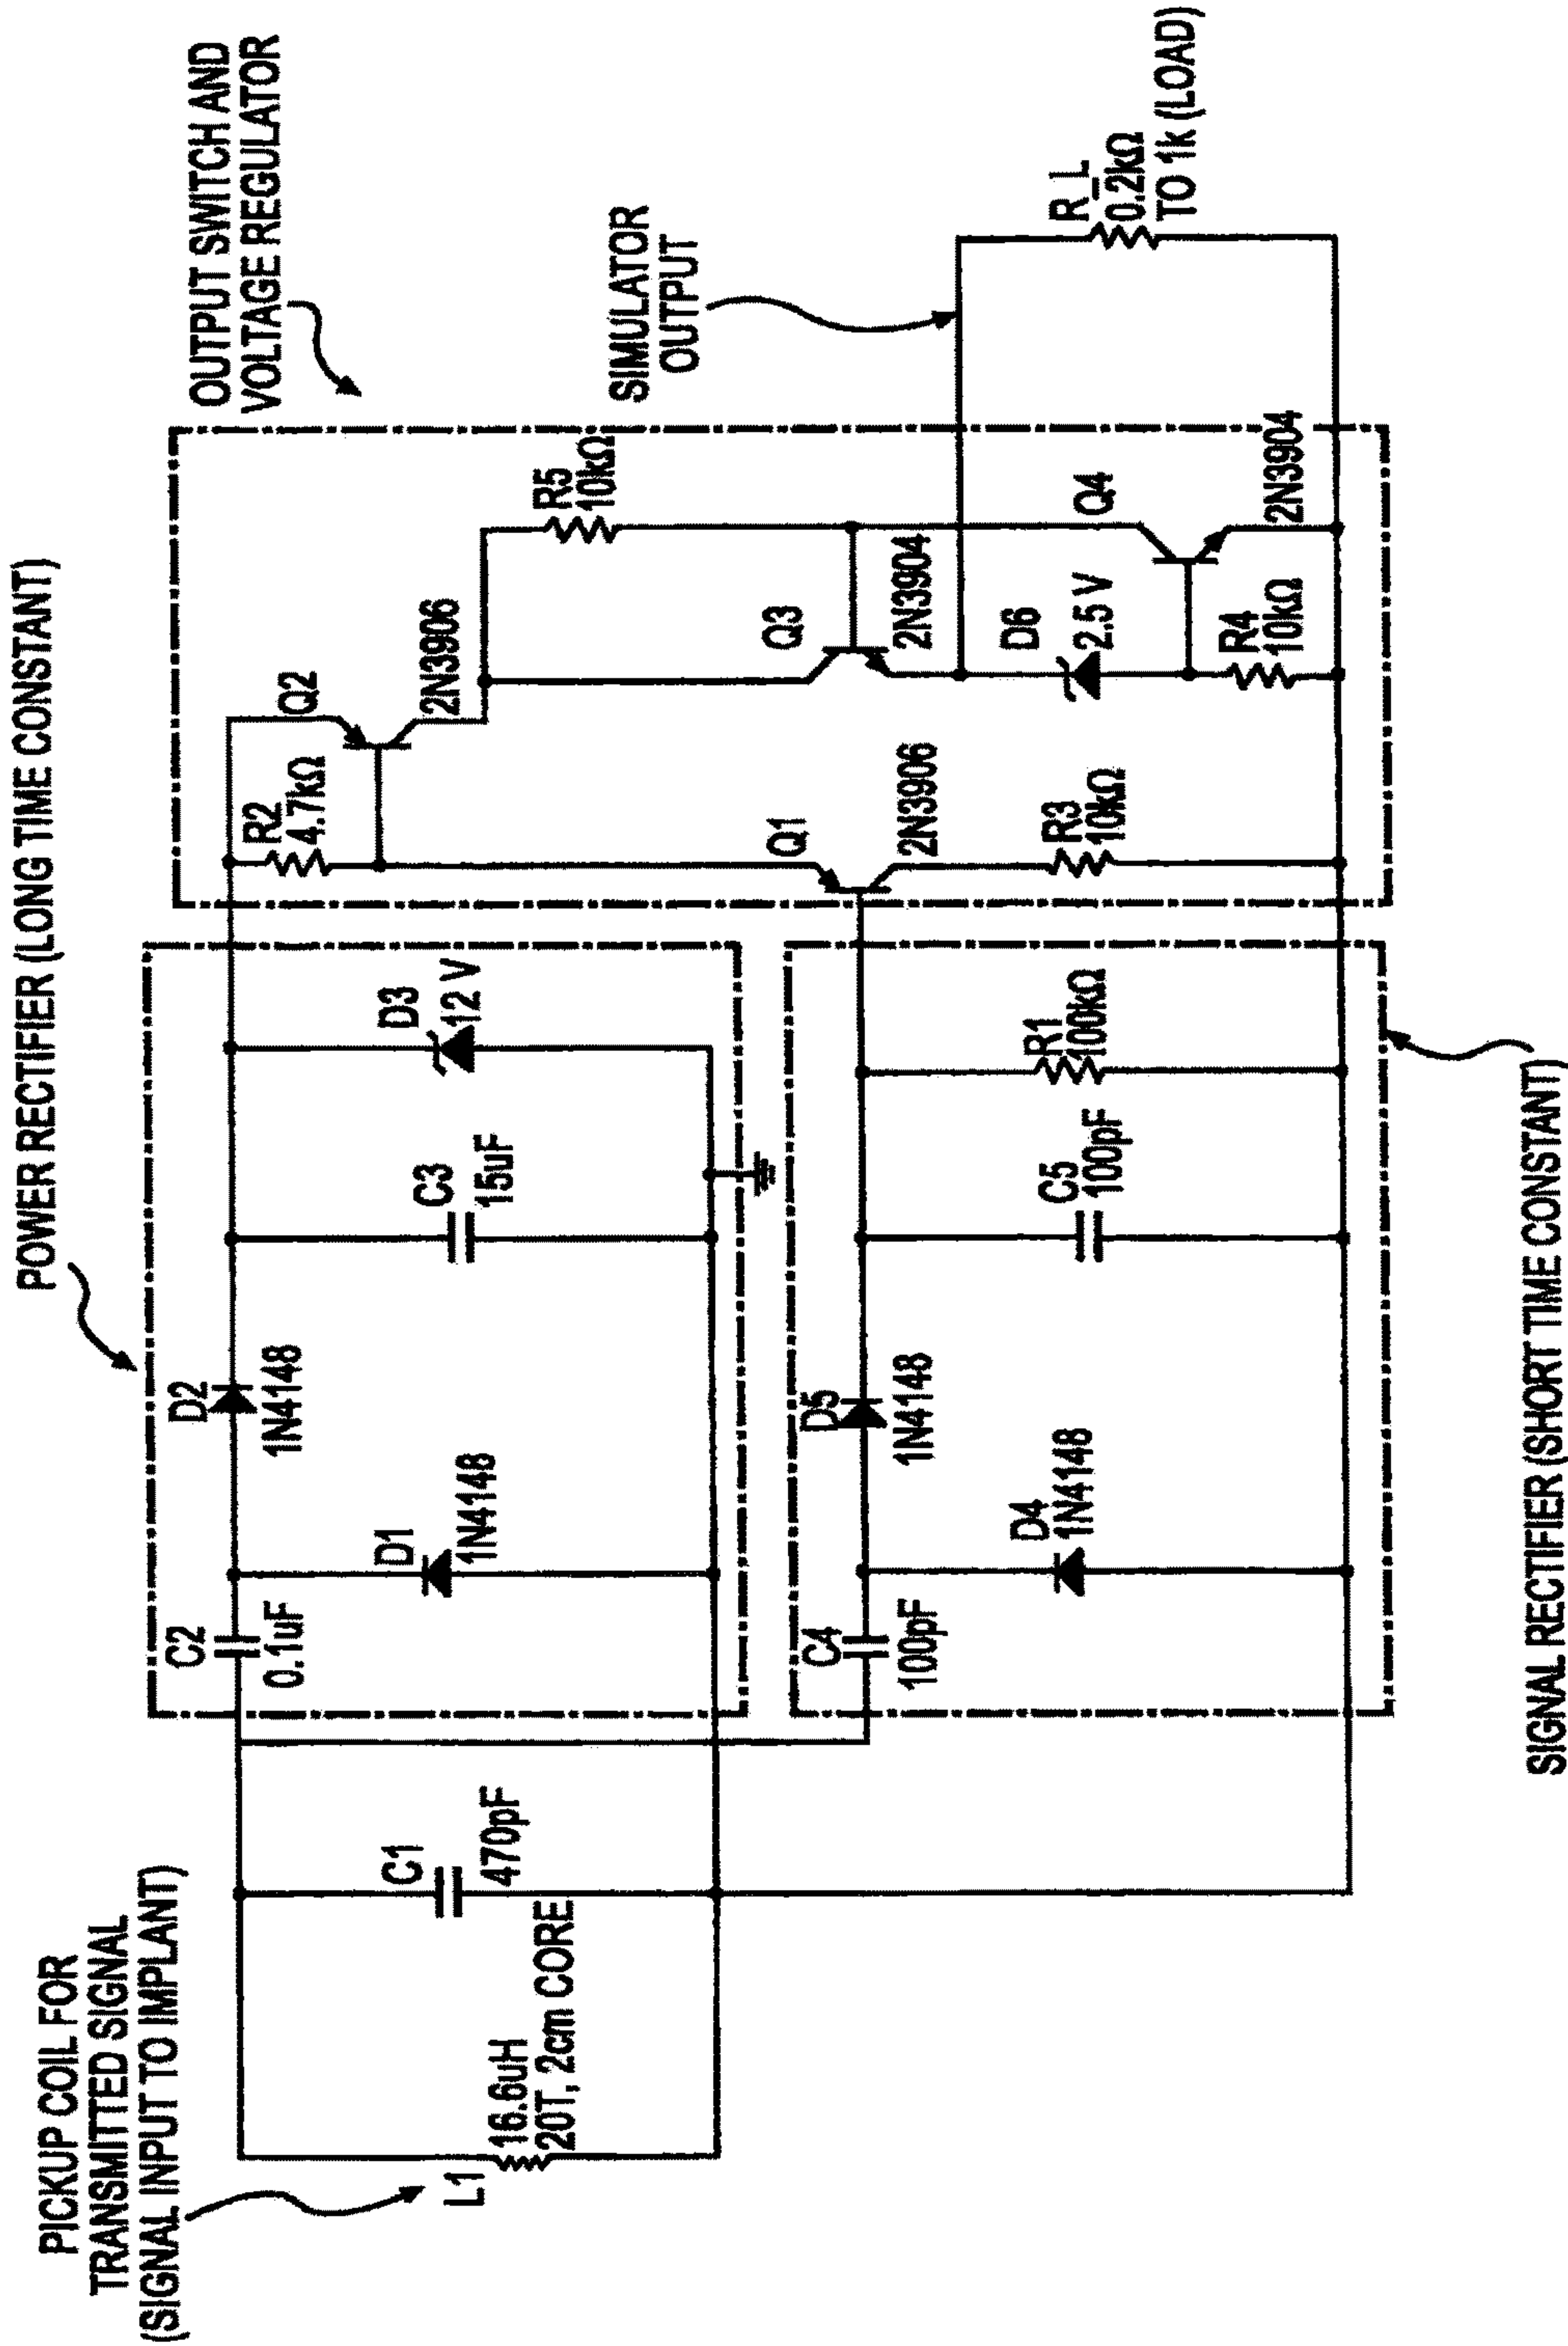 PICKUP COIL FOR
TRANSMITTED SIGNAL
(SIGNAL INPUT TO IMPLANT)
L1
16.6uH
20T, 2cm CORE
C1
470pF
POWER RECTIFIER (LONG TIME CONSTANT)
C2
0.1uF
D1
1N4148
D2
1N4148
C3
15uF
D3
12 V
C4
100pF
D4
1N4148
D5
1N4148
C5
100pF
R1
100kΩ
SIGNAL RECTIFIER (SHORT TIME CONSTANT)
OUTPUT SWITCH AND
VOLTAGE REGULATOR
R2
4.7kΩ
Q2
2N3906
Q1
2N3906
R3
10kΩ
R5
10kΩ
Q3
2N3904
D6
2.5 V
Q4
2N3904
R4
10kΩ
SIMULATOR
OUTPUT
R_L
0.2kΩ
TO 1k (LOAD)